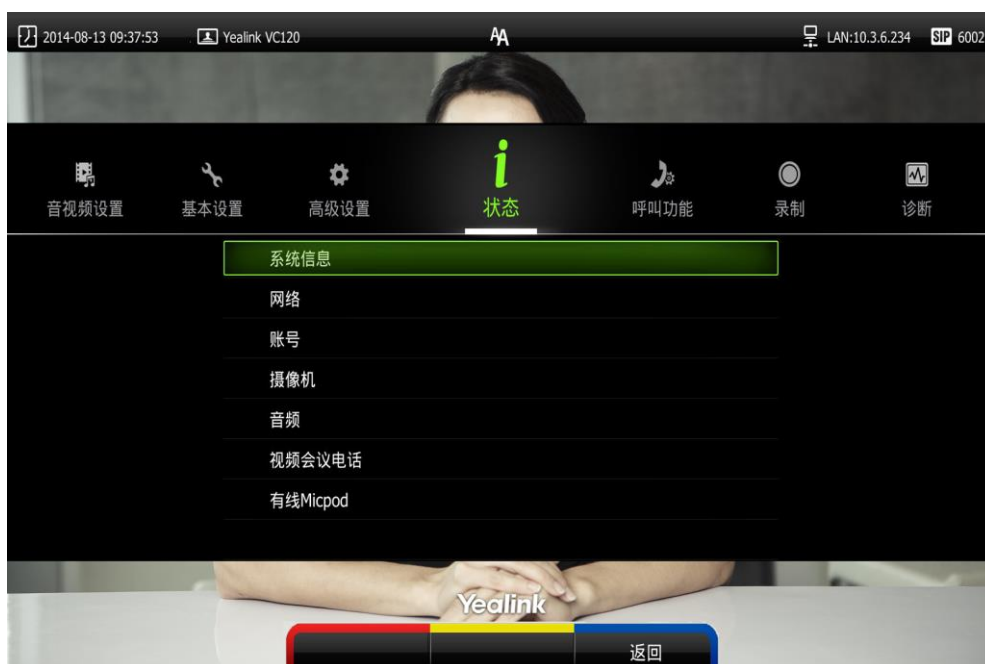 2014-08-13 09:37:53 Yealink VC120 AA LAN:10.3.6.234 SIP 6002
音视频设置 基本设置 高级设置 状态 呼叫功能 录制 诊断
系统信息
网络
账号
摄像机
音频
视频会议电话
有线Micpod
Yealink
返回